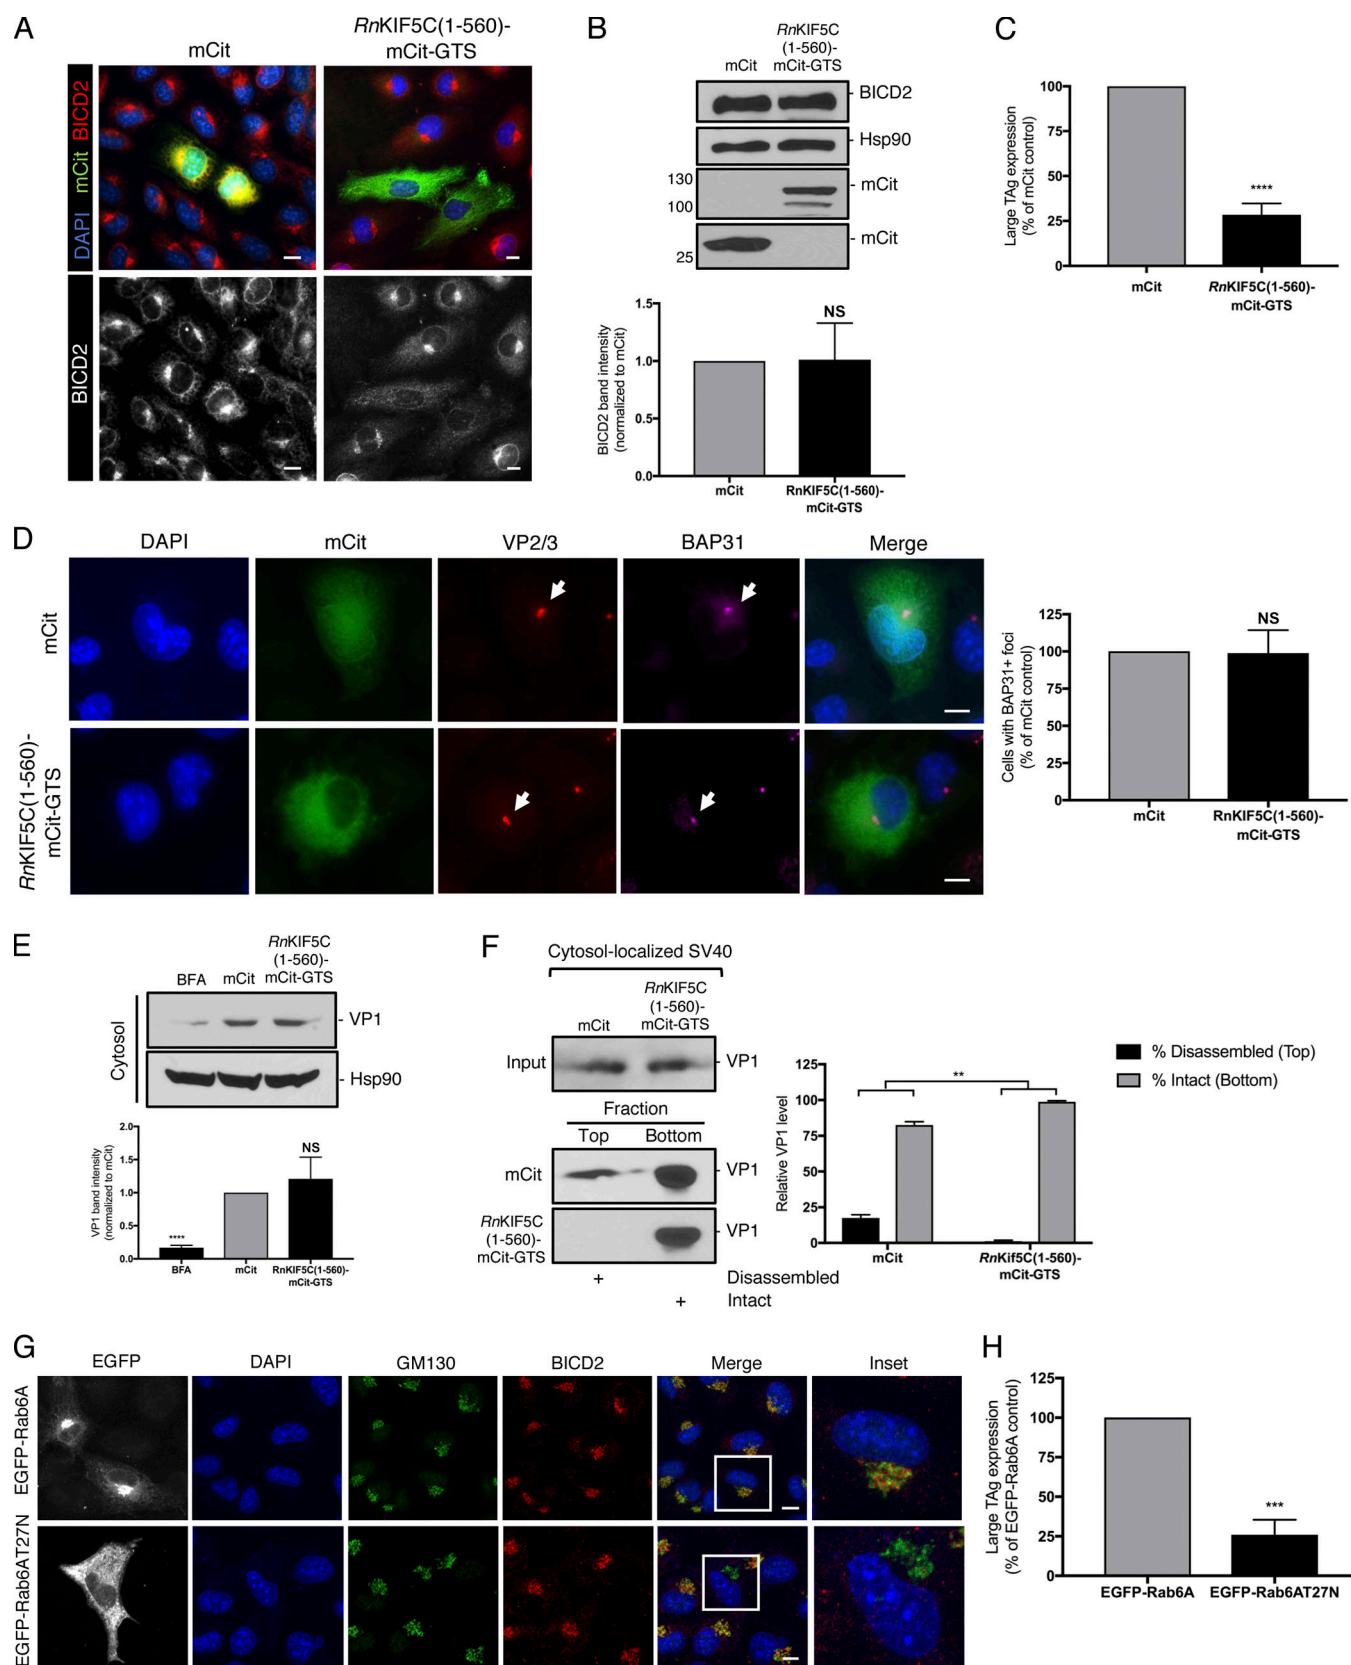 A
mCit
RnKIF5C(1-560)-
mCit-GTS
DAPI mCit BICD2
BICD2
B
mCit
RnKIF5C
(1-560)-
mCit-GTS
- BICD2
- Hsp90
130
100
- mCit
25
- mCit
BICD2 band intensity
(normalized to mCit)
1.5
1.0
0.5
0.0
NS
mCit
RnKIF5C(1-560)-
mCit-GTS
C
Large TAg expression
(% of mCit control)
100
75
50
25
0
****
mCit
RnKIF5C(1-560)-
mCit-GTS
D
DAPI
mCit
VP2/3
BAP31
Merge
mCit
RnKIF5C(1-560)-
mCit-GTS
Cells with BAP31+ foci
(% of mCit control)
125
100
75
50
25
0
NS
mCit
RnKIF5C(1-560)-
mCit-GTS
E
BFA
mCit
RnKIF5C
(1-560)-
mCit-GTS
Cytosol
- VP1
- Hsp90
VP1 band intensity
(normalized to mCit)
2.0
1.5
1.0
0.5
0.0
****
NS
BFA
mCit
RnKIF5C(1-560)-
mCit-GTS
F
Cytosol-localized SV40
mCit
RnKIF5C
(1-560)-
mCit-GTS
Input
- VP1
Fraction
Top
Bottom
mCit
- VP1
RnKIF5C
(1-560)-
mCit-GTS
- VP1
+ Disassembled
+ Intact
Relative VP1 level
125
100
75
50
25
0
**
mCit
RnKif5C(1-560)-
mCit-GTS
% Disassembled (Top)
% Intact (Bottom)
G
EGFP
DAPI
GM130
BICD2
Merge
Inset
EGFP-Rab6A
EGFP-Rab6AT27N
H
Large TAg expression
(% of EGFP-Rab6A control)
125
100
75
50
25
0
***
EGFP-Rab6A
EGFP-Rab6AT27N